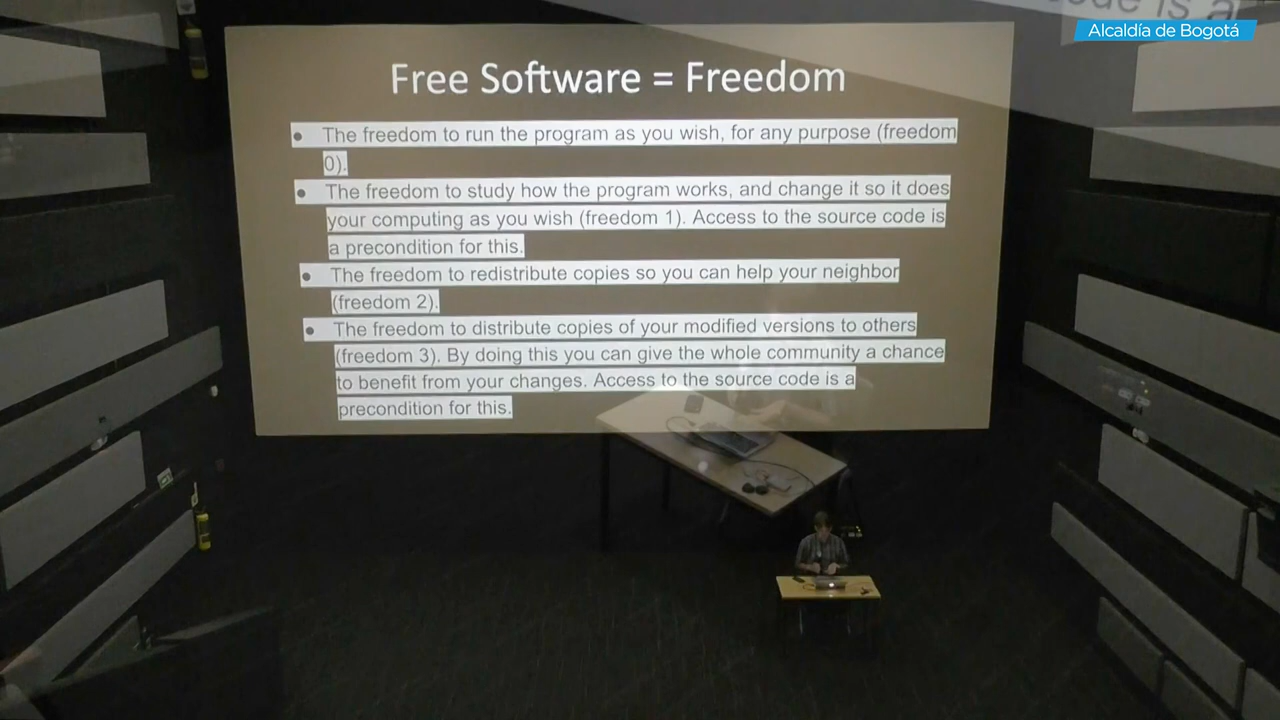 ode is a
Alcaldía de Bogotá
Free Software = Freedom
• The freedom to run the program as you wish, for any purpose (freedom
0).
• The freedom to study how the program works, and change it so it does
your computing as you wish (freedom 1). Access to the source code is
a precondition for this.
• The freedom to redistribute copies so you can help your neighbor
(freedom 2).
• The freedom to distribute copies of your modified versions to others
(freedom 3). By doing this you can give the whole community a chance
to benefit from your changes. Access to the source code is a
precondition for this.